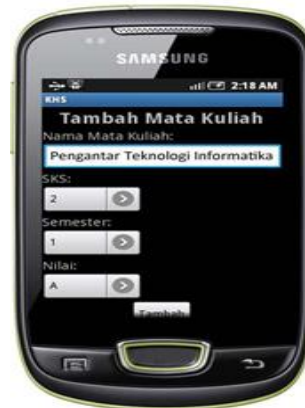 SAMSUNG
2:18 AM
KHS
Tambah Mata Kuliah
Nama Mata Kuliah:
Pengantar Teknologi Informatika
SKS:
2
Semester:
1
Nilai:
A
Tambah